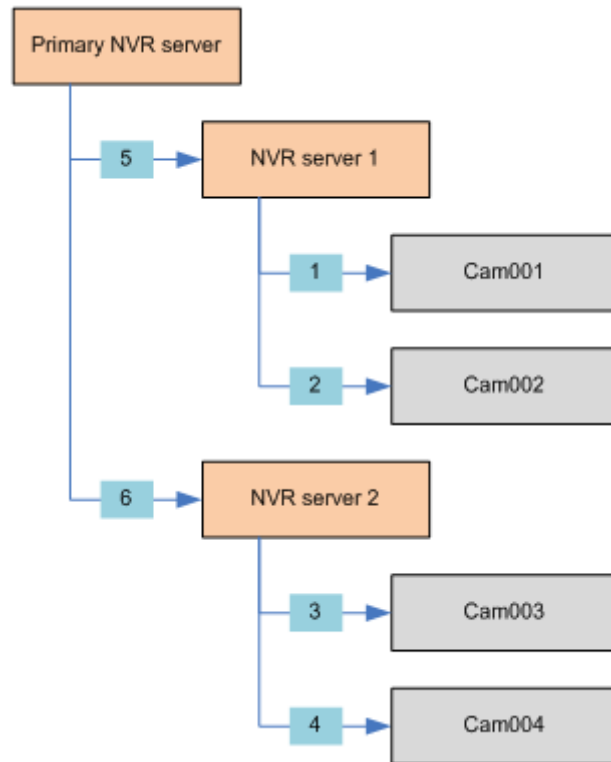 Primary NVR server
5
NVR server 1
1
Cam001
2
Cam002
6
NVR server 2
3
Cam003
4
Cam004